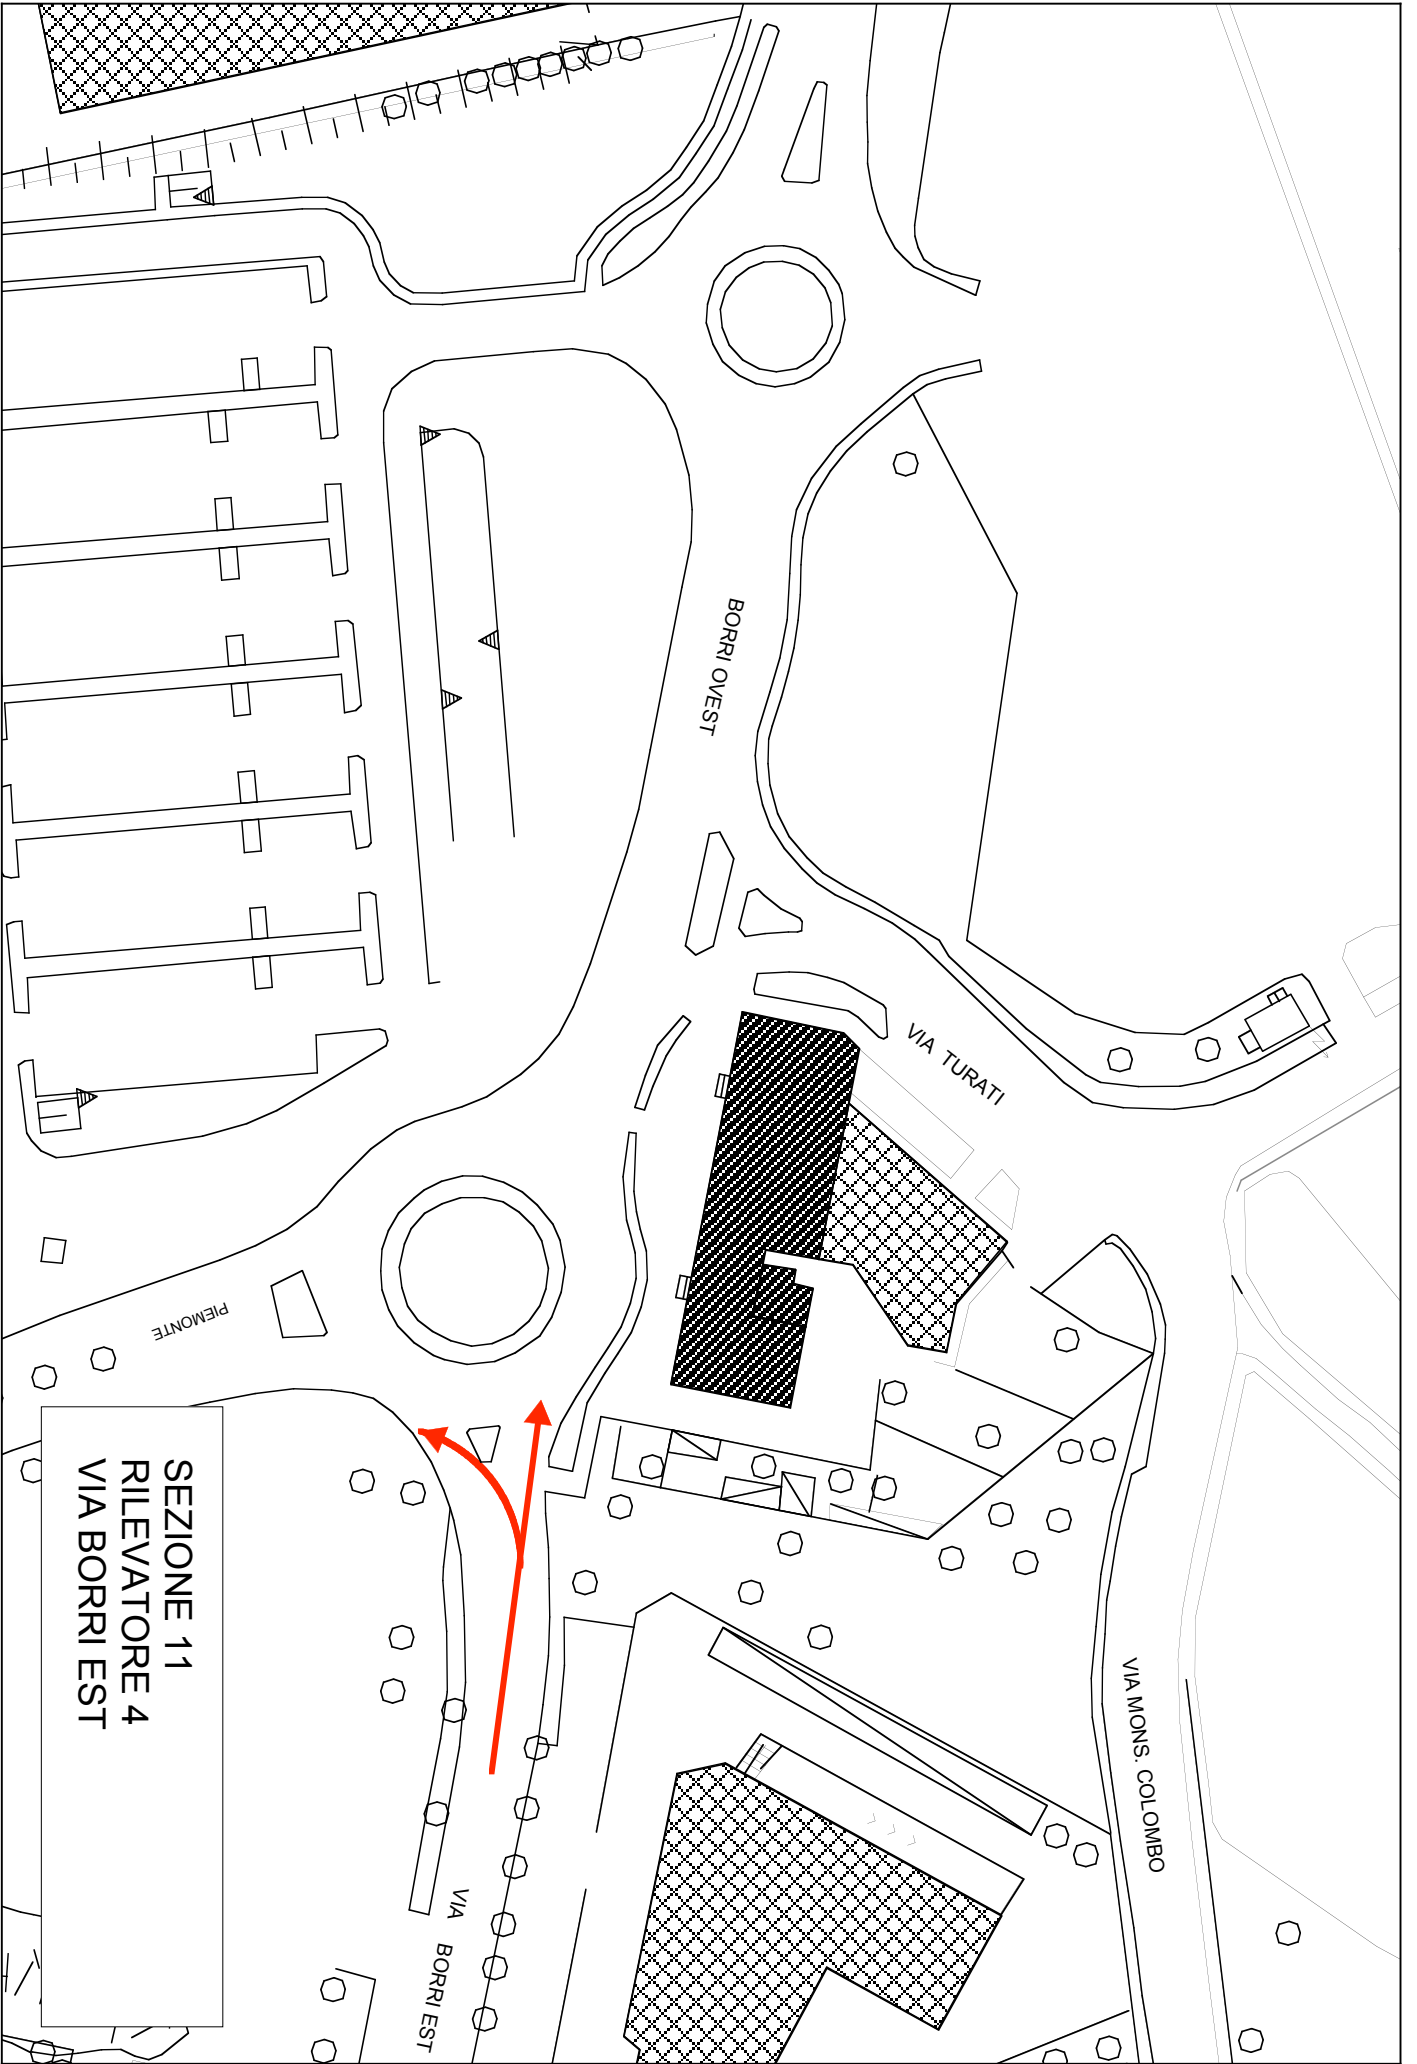 BORRI OVEST
VIA TURATI
PIEMONTE
VIA MONS. COLOMBO
VIA BORRI EST
SEZIONE 11
RILEVATORE 4
VIA BORRI EST